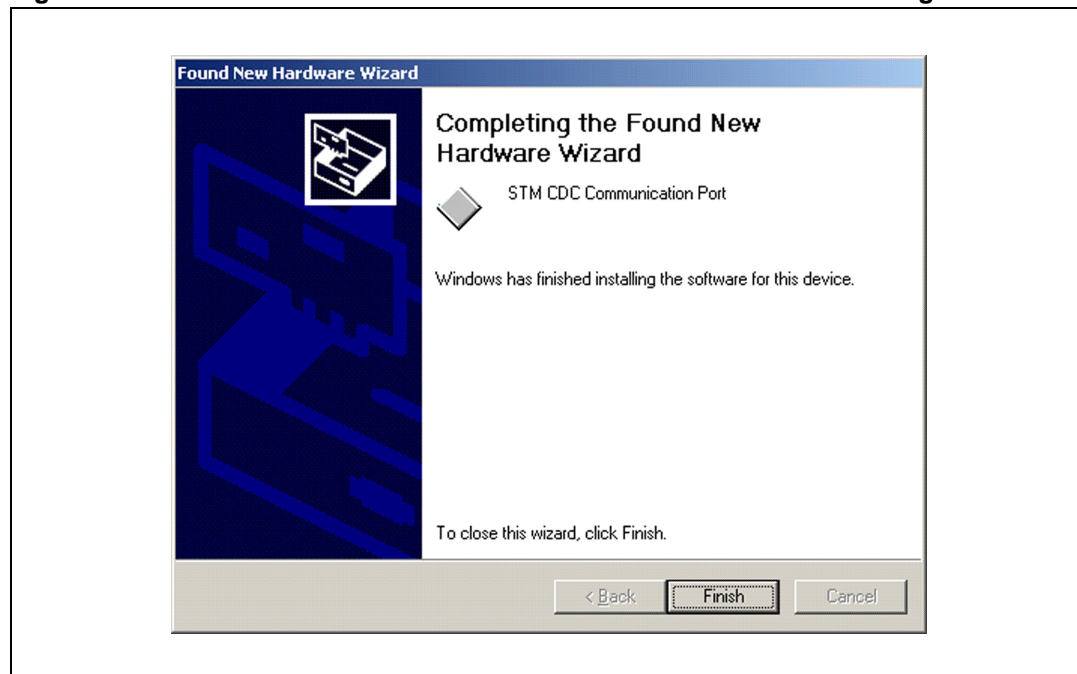 Found New Hardware Wizard
Completing the Found New
Hardware Wizard
STM CDC Communication Port
Windows has finished installing the software for this device.
To close this wizard, click Finish.
< Back
Finish
Cancel